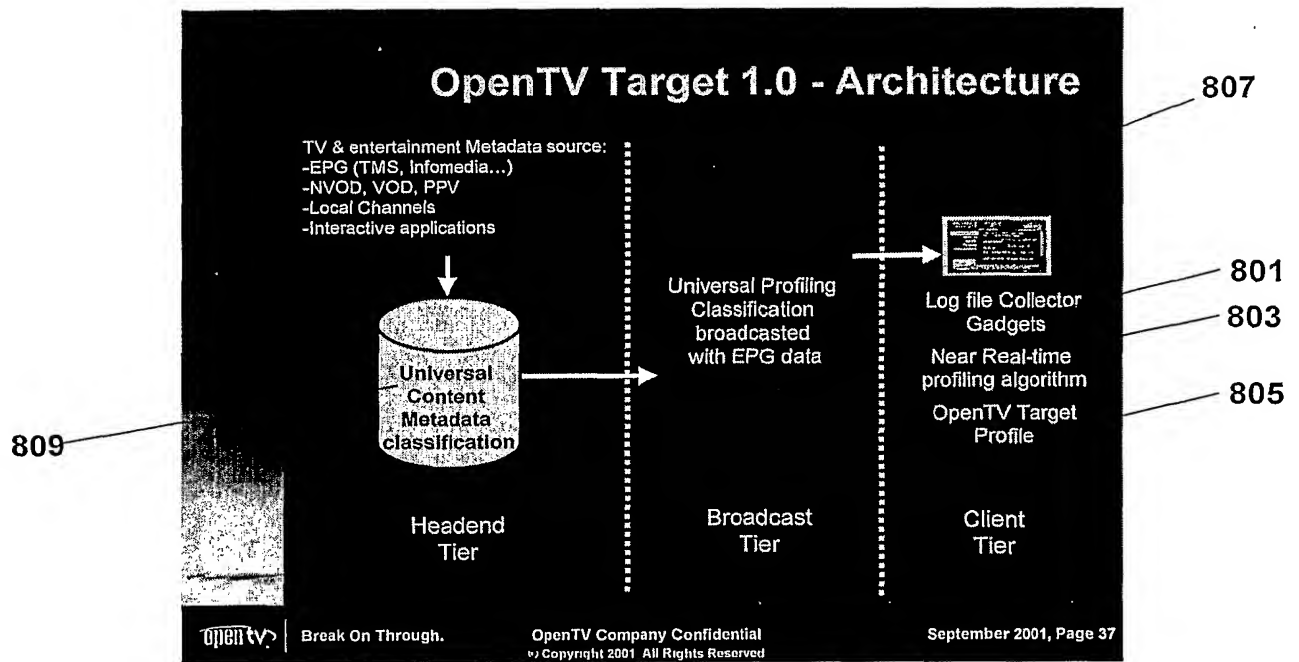 OpenTV Target 1.0 - Architecture
807
TV & entertainment Metadata source:
-EPG (TMS, Infomedia...)
-NVOD, VOD, PPV
-Local Channels
-Interactive applications
Universal
Content
Metadata
classification
809
Headend
Tier
Universal Profiling
Classification
broadcasted
with EPG data
Broadcast
Tier
Log file Collector
Gadgets
801
803
Near Real-time
profiling algorithm
805
OpenTV Target
Profile
Client
Tier
opentv
Break On Through.
OpenTV Company Confidential
(c) Copyright 2001 All Rights Reserved
September 2001, Page 37